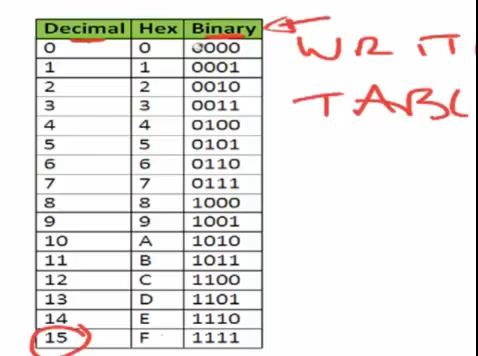 Decimal Hex Binary
0 0 0000
1 1 0001
2 2 0010
3 3 0011
4 4 0100
5 5 0101
6 6 0110
7 7 0111
8 8 1000
9 9 1001
10 A 1010
11 B 1011
12 C 1100
13 D 1101
14 E 1110
15 F 1111